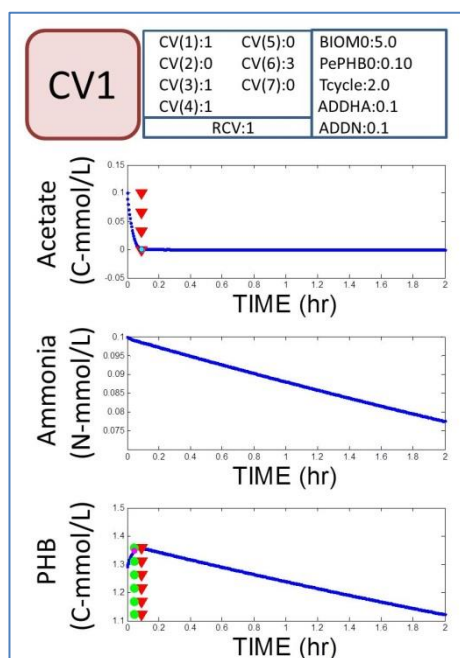 CV1
CV(1):1 CV(5):0
CV(2):0 CV(6):3
CV(3):1 CV(7):0
CV(4):1
RCV:1
BIOM0:5.0
PePHB0:0.10
Tcycle:2.0
ADDHA:0.1
ADDN:0.1
Acetate
(C-mmol/L)
0.15
0.1
0.05
0
-0.05
0 0.2 0.4 0.6 0.8 1 1.2 1.4 1.6 1.8 2
TIME (hr)
Ammonia
(N-mmol/L)
0.1
0.095
0.09
0.085
0.08
0.075
0 0.2 0.4 0.6 0.8 1 1.2 1.4 1.6 1.8 2
TIME (hr)
PHB
(C-mmol/L)
1.5
1.4
1.3
1.2
1.1
0 0.2 0.4 0.6 0.8 1 1.2 1.4 1.6 1.8 2
TIME (hr)